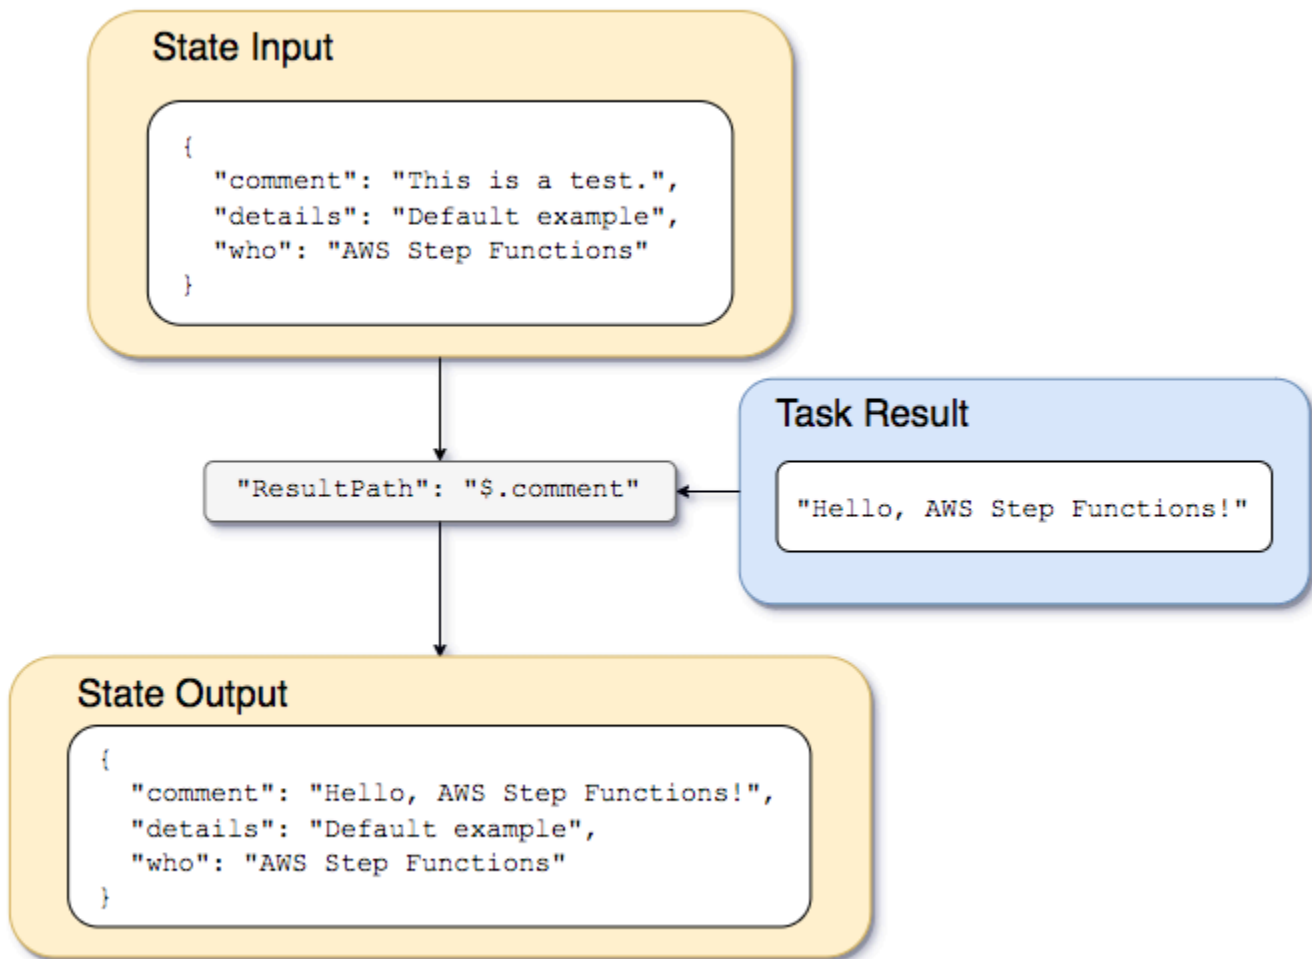 State Input
{
  "comment": "This is a test.",
  "details": "Default example",
  "who": "AWS Step Functions"
}
Task Result
"ResultPath": "$.comment"
"Hello, AWS Step Functions!"
State Output
{
  "comment": "Hello, AWS Step Functions!",
  "details": "Default example",
  "who": "AWS Step Functions"
}